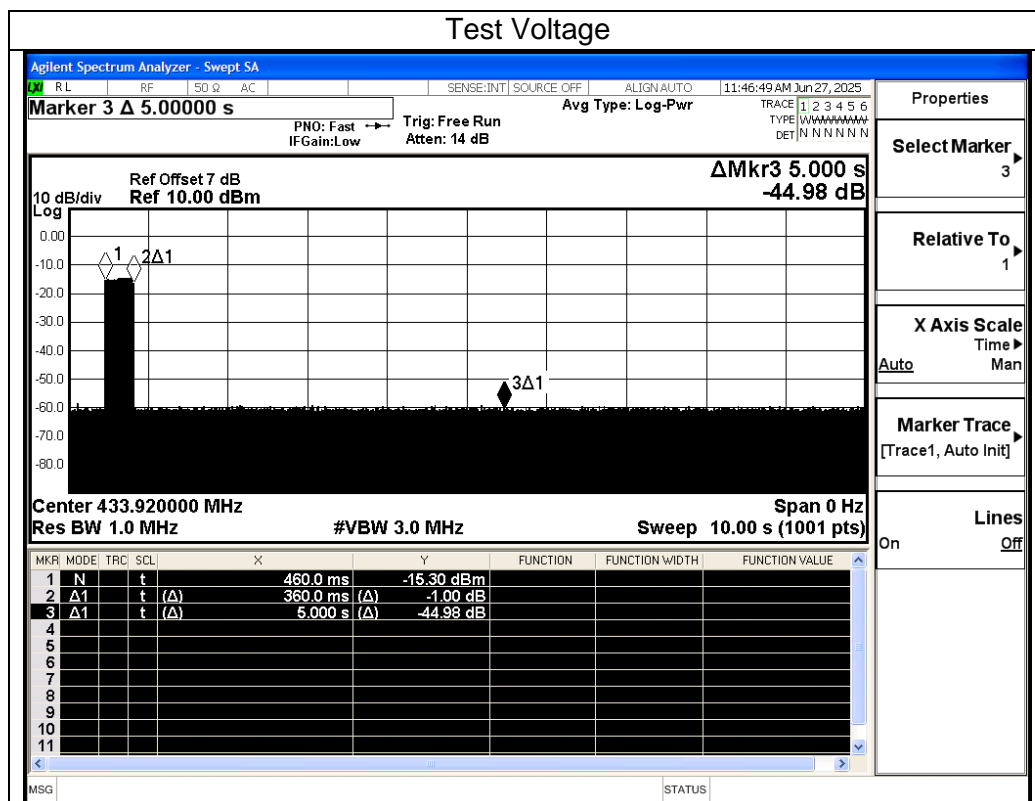 Test Voltage
Agilent Spectrum Analyzer - Swept SA
LXI RL RF 50 Ω AC SENSE:INT SOURCE OFF ALIGN AUTO 11:46:49 AM Jun 27, 2025
Marker 3 Δ 5.00000 s
PNO: Fast
IFGain:Low
Trig: Free Run
Atten: 14 dB
Avg Type: Log-Pwr
TRACE 1 2 3 4 5 6
TYPE WWWWWW
DET N N N N N N
Ref Offset 7 dB
10 dB/div Ref 10.00 dBm
Log
ΔMkr3 5.000 s
-44.98 dB
0.00
-10.0
-20.0
-30.0
-40.0
-50.0
-60.0
-70.0
-80.0
1
2Δ1
3Δ1
Center 433.920000 MHz Span 0 Hz
Res BW 1.0 MHz #VBW 3.0 MHz Sweep 10.00 s (1001 pts)
MKR MODE TRC SCL X Y FUNCTION FUNCTION WIDTH FUNCTION VALUE
1 N t 460.0 ms -15.30 dBm
2 Δ1 t (Δ) 360.0 ms (Δ) -1.00 dB
3 Δ1 t (Δ) 5.000 s (Δ) -44.98 dB
4
5
6
7
8
9
10
11
MSG STATUS
Properties
Select Marker
3
Relative To
1
X Axis Scale
Time
Auto Man
Marker Trace
[Trace1, Auto Init]
Lines
On Off